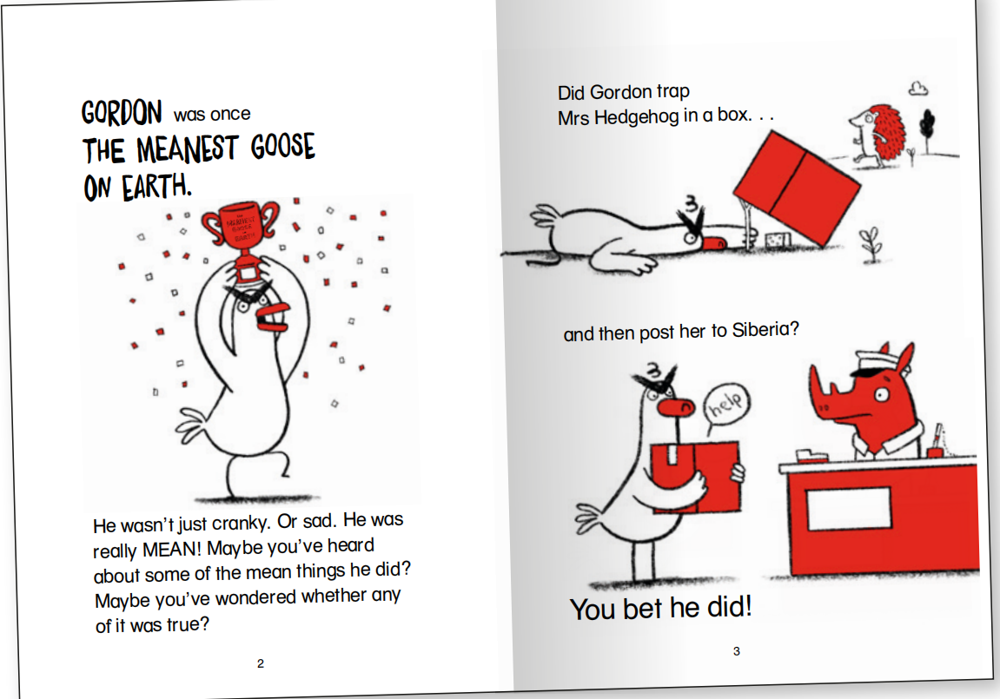 GORDON was once
THE MEANEST GOOSE
ON EARTH.
THE
MEANEST
GOOSE
ON
EARTH
He wasn’t just cranky. Or sad. He was
really MEAN! Maybe you’ve heard
about some of the mean things he did?
Maybe you’ve wondered whether any
of it was true?
2
Did Gordon trap
Mrs Hedgehog in a box. . .
and then post her to Siberia?
help
You bet he did!
3